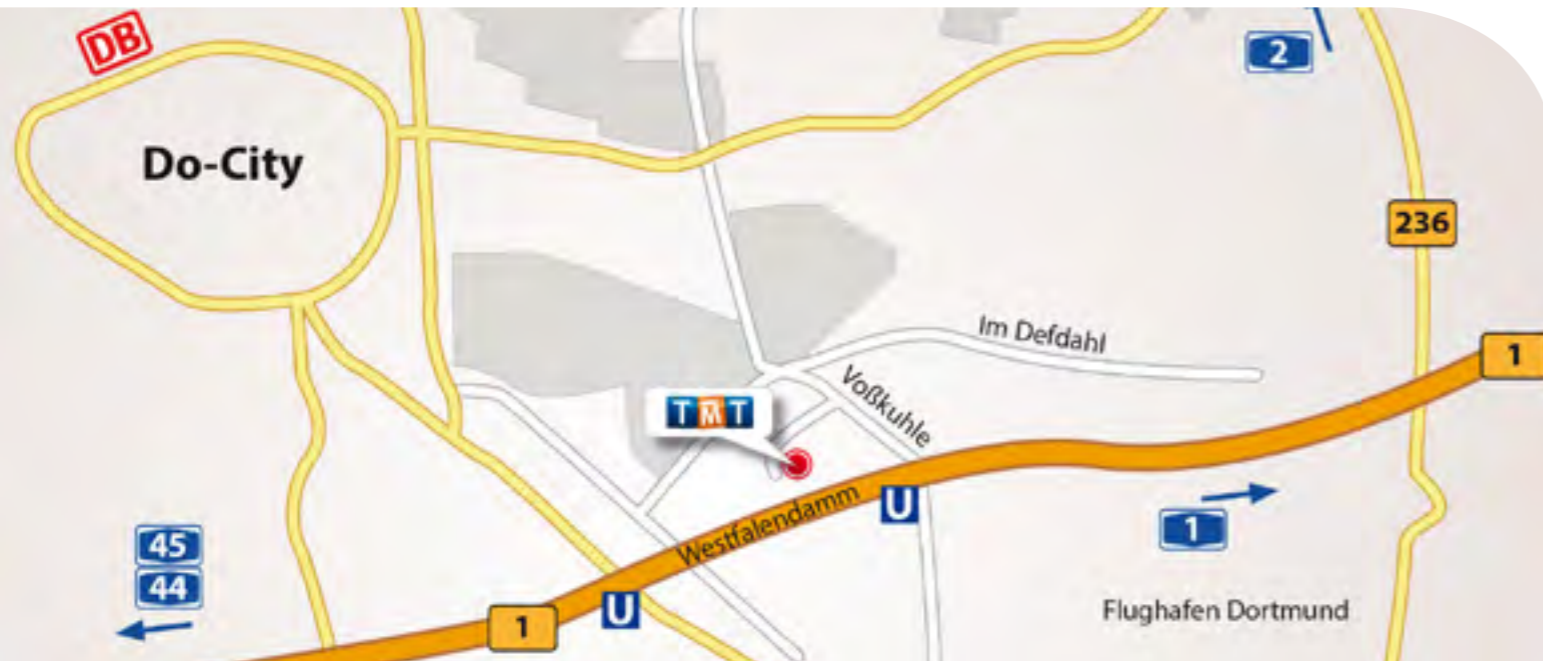 DB
2
Do-City
236
Im Defdahl
1
Voßkuhle
TMT
Westfalendamm
U
1
45
44
Flughafen Dortmund
U
1